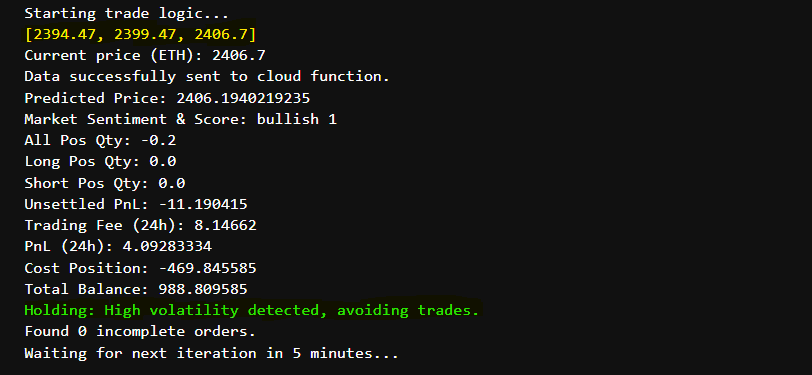 Starting trade logic...
[2394.47, 2399.47, 2406.7]
Current price (ETH): 2406.7
Data successfully sent to cloud function.
Predicted Price: 2406.1940219235
Market Sentiment & Score: bullish 1
All Pos Qty: -0.2
Long Pos Qty: 0.0
Short Pos Qty: 0.0
Unsettled PnL: -11.190415
Trading Fee (24h): 8.14662
PnL (24h): 4.09283334
Cost Position: -469.845585
Total Balance: 988.809585
Holding: High volatility detected, avoiding trades.
Found 0 incomplete orders.
Waiting for next iteration in 5 minutes...